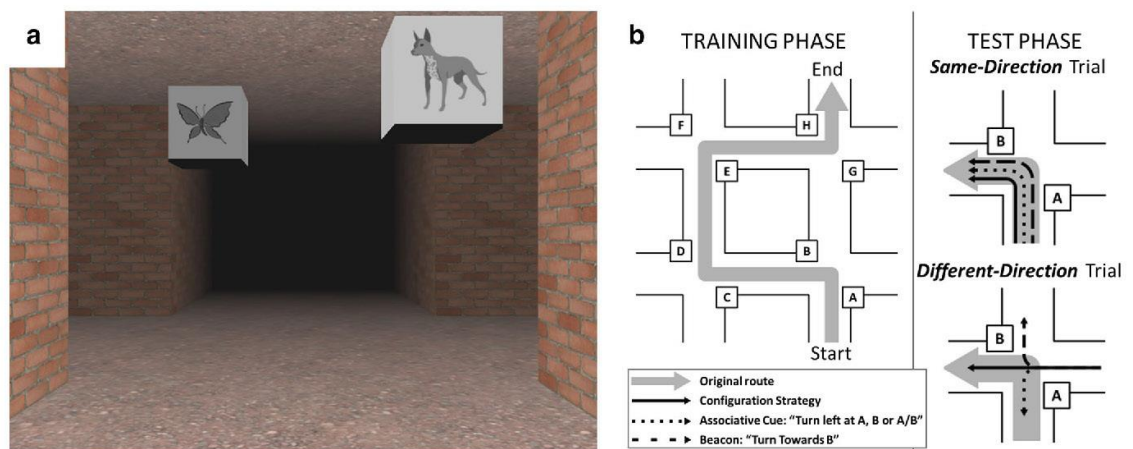 a
b
TRAINING PHASE
End
F
H
E
G
D
B
C
A
Start
Original route
Configuration Strategy
Associative Cue: “Turn left at A, B or A/B”
Beacon: “Turn Towards B”
TEST PHASE
Same-Direction Trial
B
A
Different-Direction Trial
B
A